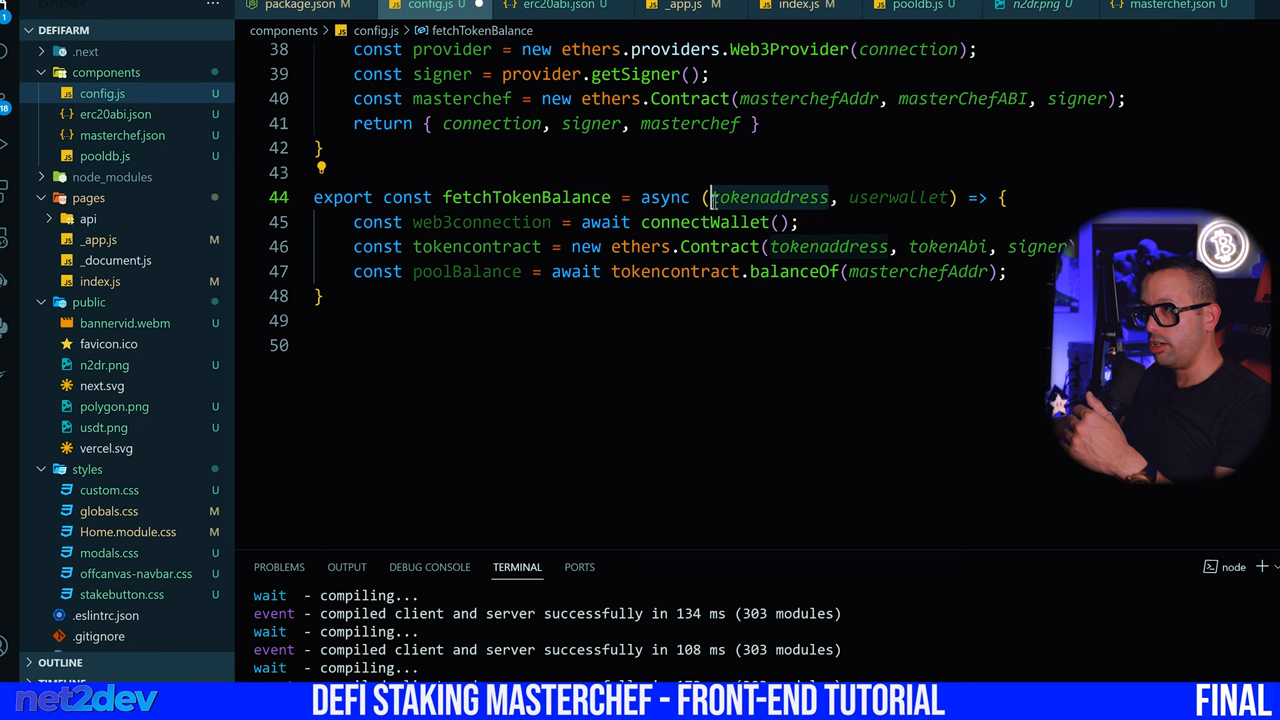 EXPLORER
...
package.json M
config.js U
erc20abi.json U
_app.js M
index.js M
pooldb.js U
n2dr.png U
masterchef.json U
components > config.js > fetchTokenBalance
DEFIFARM
.next
components
config.js U
erc20abi.json U
masterchef.json U
pooldb.js U
node_modules
pages
api
_app.js M
_document.js
index.js M
public
bannervid.webm U
favicon.ico
n2dr.png U
next.svg
polygon.png U
usdt.png U
vercel.svg
styles
custom.css U
globals.css M
Home.module.css M
modals.css U
offcanvas-navbar.css U
stakebutton.css U
.eslintrc.json
.gitignore
OUTLINE
18
38 const provider = new ethers.providers.Web3Provider(connection);
39 const signer = provider.getSigner();
40 const masterchef = new ethers.Contract(masterchefAddr, masterChefABI, signer);
41 return { connection, signer, masterchef }
42 }
43
44 export const fetchTokenBalance = async (tokenaddress, userwallet) => {
45 const web3connection = await connectWallet();
46 const tokencontract = new ethers.Contract(tokenaddress, tokenAbi, signer)
47 const poolBalance = await tokencontract.balanceOf(masterchefAddr);
48 }
49
50
PROBLEMS OUTPUT DEBUG CONSOLE TERMINAL PORTS
node
wait - compiling...
event - compiled client and server successfully in 134 ms (303 modules)
wait - compiling...
event - compiled client and server successfully in 108 ms (303 modules)
wait - compiling...
net2dev
DEFI STAKING MASTERCHEF - FRONT-END TUTORIAL
FINAL